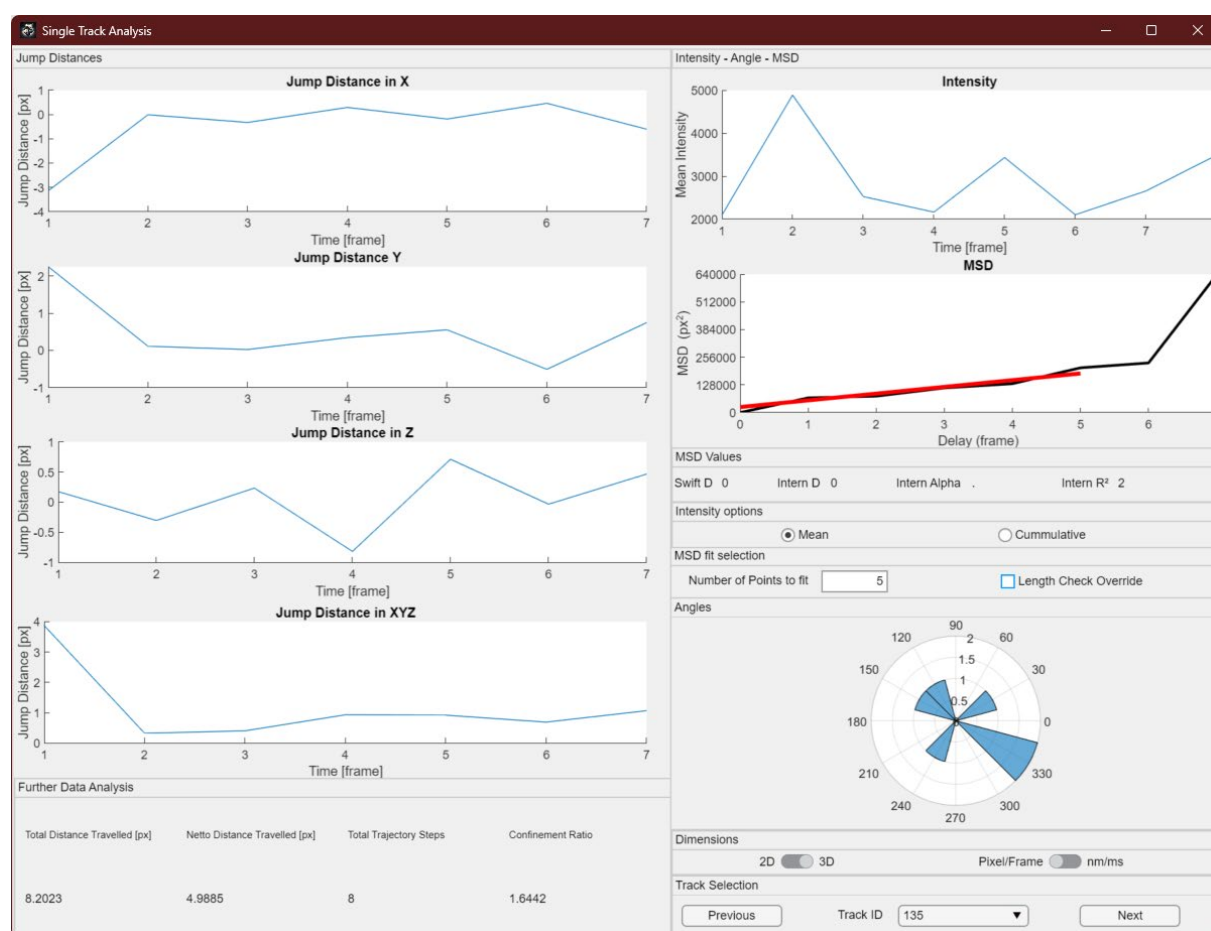 Single Track Analysis
Jump Distances
Jump Distance in X
Jump Distance [px]
1
0
-1
-2
-3
-4
1 2 3 4 5 6 7
Time [frame]
Jump Distance Y
Jump Distance [px]
2
1
0
-1
1 2 3 4 5 6 7
Time [frame]
Jump Distance in Z
Jump Distance [px]
1
0.5
0
-0.5
-1
1 2 3 4 5 6 7
Time [frame]
Jump Distance in XYZ
Jump Distance [px]
4
3
2
1
0
1 2 3 4 5 6 7
Time [frame]
Further Data Analysis
Total Distance Travelled [px] Netto Distance Travelled [px] Total Trajectory Steps Confinement Ratio
8.2023 4.9885 8 1.6442
Intensity - Angle - MSD
Intensity
Mean Intensity
5000
4000
3000
2000
1 2 3 4 5 6 7
Time [frame]
MSD
MSD (px²)
640000
512000
384000
256000
128000
0
0 1 2 3 4 5 6
Delay (frame)
MSD Values
Swift D 0 Intern D 0 Intern Alpha . Intern R² 2
Intensity options
Mean Cummulative
MSD fit selection
Number of Points to fit 5 Length Check Override
Angles
90
120 2 60
1.5
150 1 30
0.5
180 0 0
210 330
240 300
270
Dimensions
2D 3D Pixel/Frame nm/ms
Track Selection
Previous Track ID 135 Next